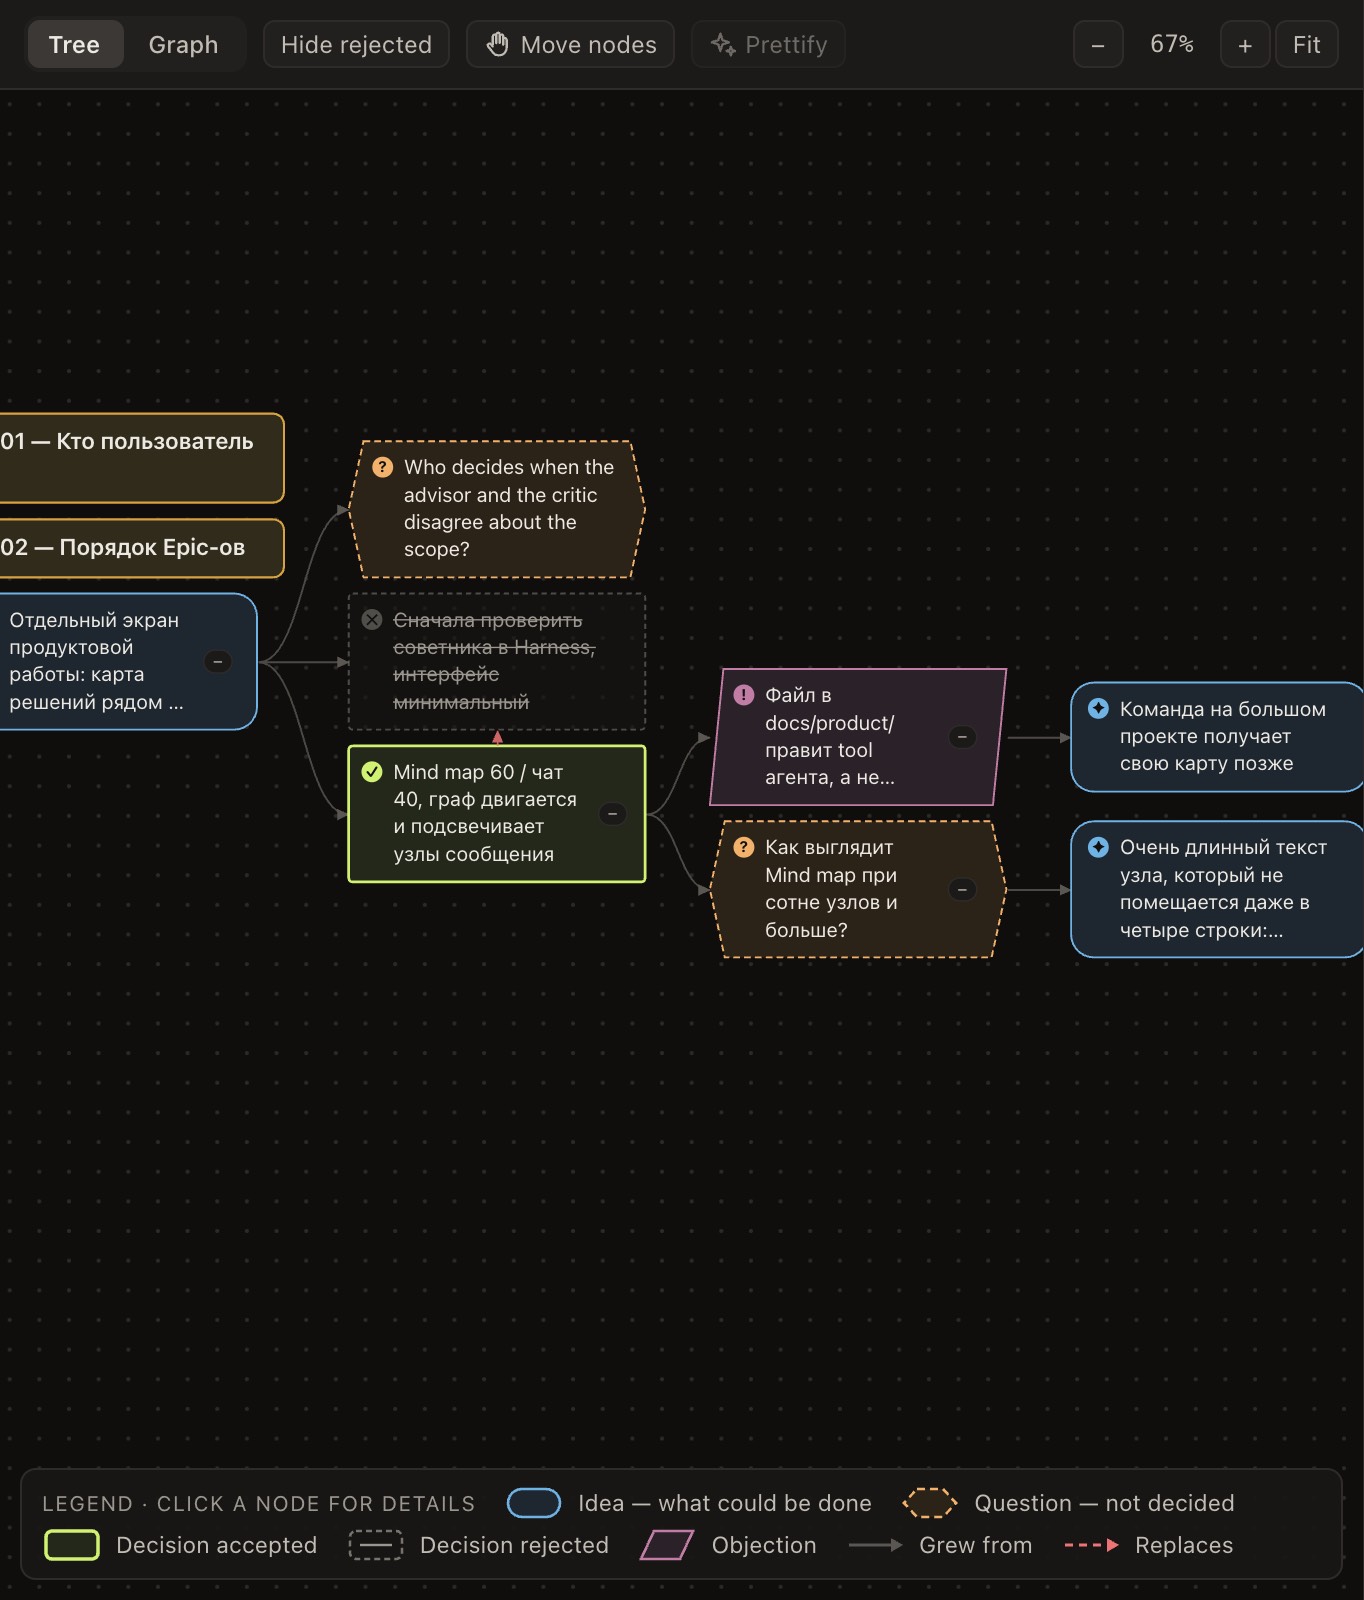 Tree Graph Hide rejected Move nodes Prettify − 67% + Fit
01 — Кто пользователь
02 — Порядок Epic-ов
Отдельный экран
продуктовой
работы: карта
решений рядом ...
−
? Who decides when the
advisor and the critic
disagree about the
scope?
Сначала проверить
советника в Harness,
интерфейс
минимальный
Mind map 60 / чат
40, граф двигается
и подсвечивает
узлы сообщения
−
! Файл в
docs/product/
правит tool
агента, а не...
−
? Как выглядит
Mind map при
сотне узлов и
больше?
−
Команда на большом
проекте получает
свою карту позже
Очень длинный текст
узла, который не
помещается даже в
четыре строки:...
LEGEND · CLICK A NODE FOR DETAILS Idea — what could be done Question — not decided
Decision accepted Decision rejected Objection Grew from Replaces